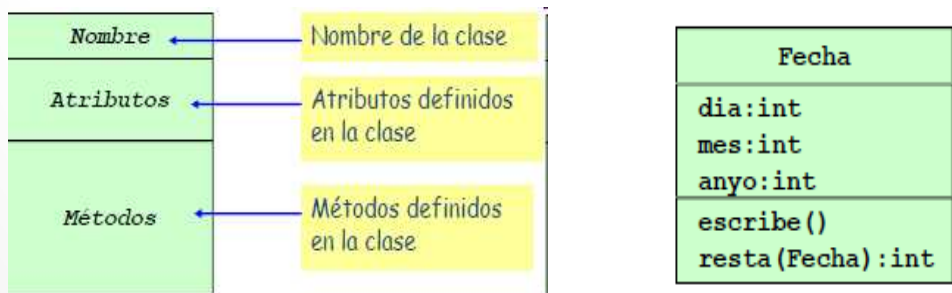 Nombre
Nombre de la clase
Atributos
Atributos definidos
en la clase
Métodos
Métodos definidos
en la clase
Fecha
dia:int
mes:int
anyo:int
escribe()
resta(Fecha):int